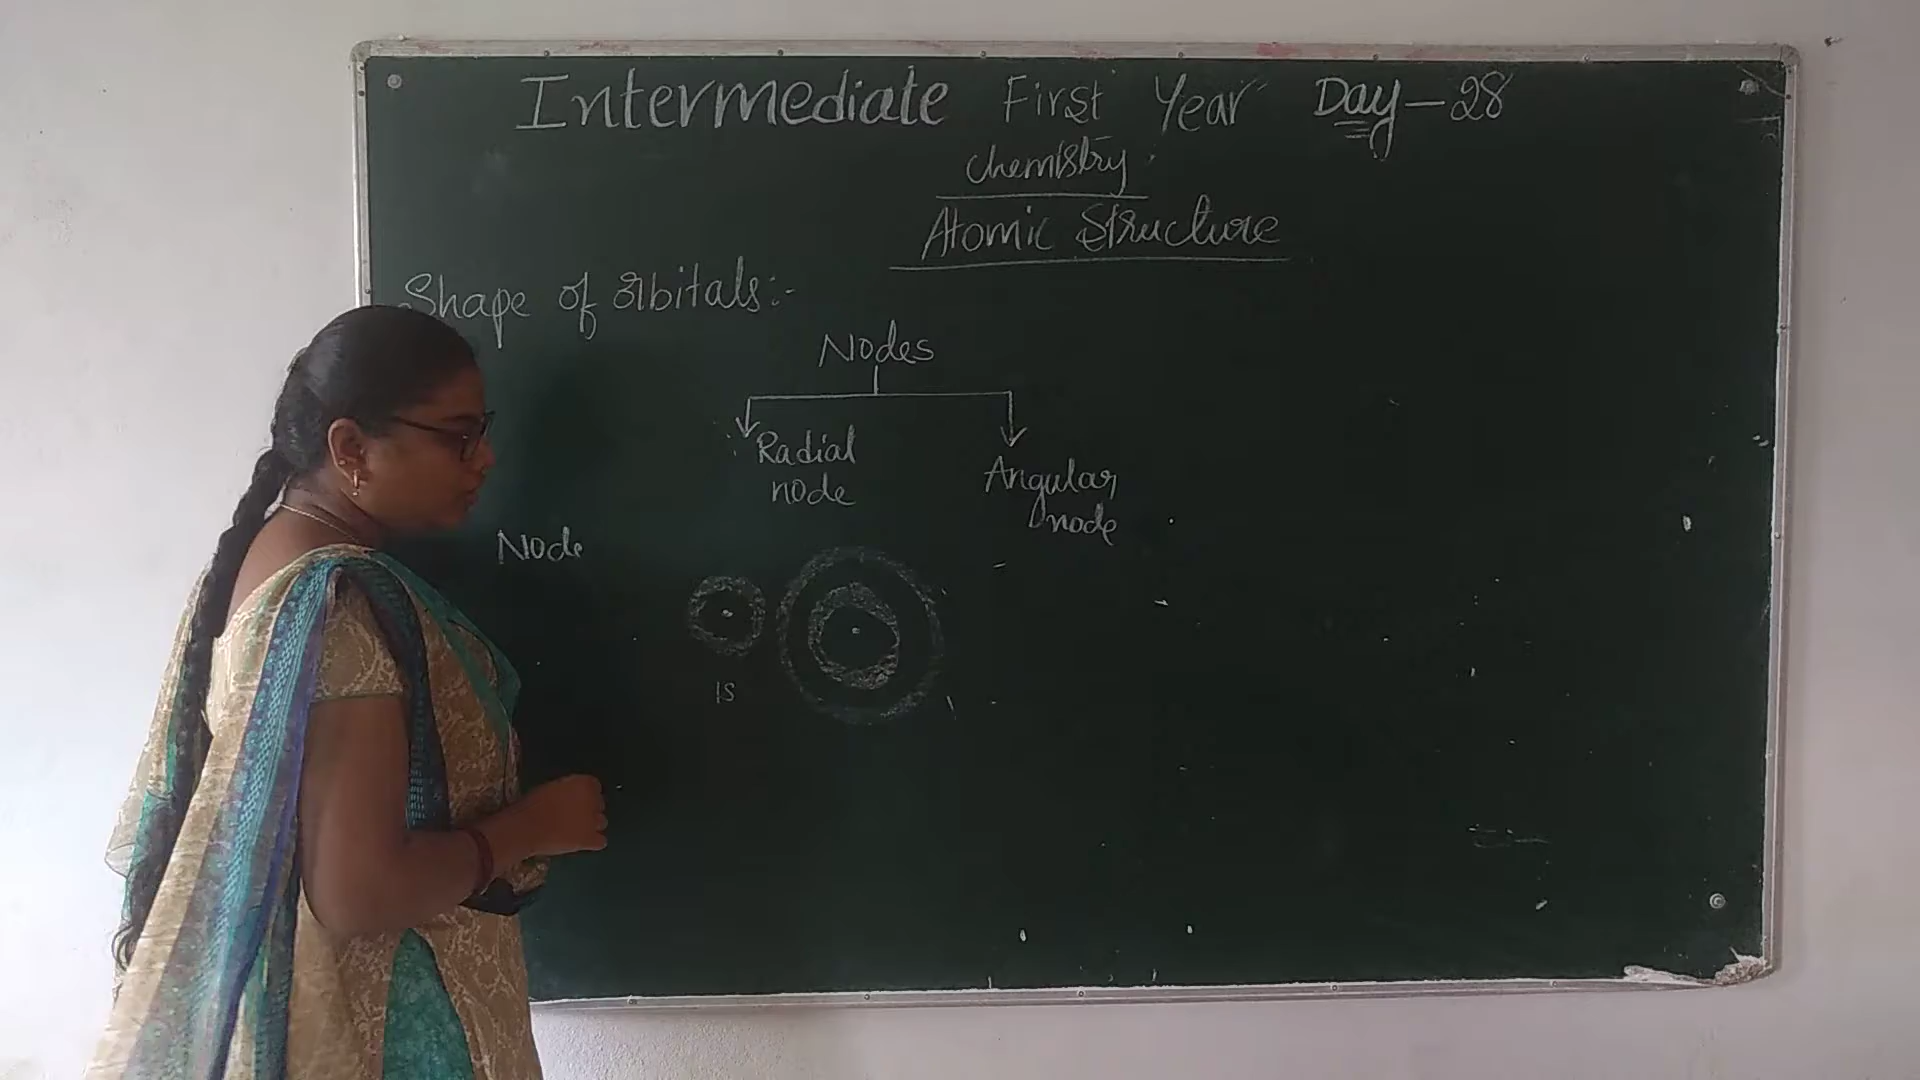 Intermediate First Year Day-28
Chemistry
Atomic Structure
Shape of orbitals:-
Nodes
Radial
node
Angular
node
Node
1s